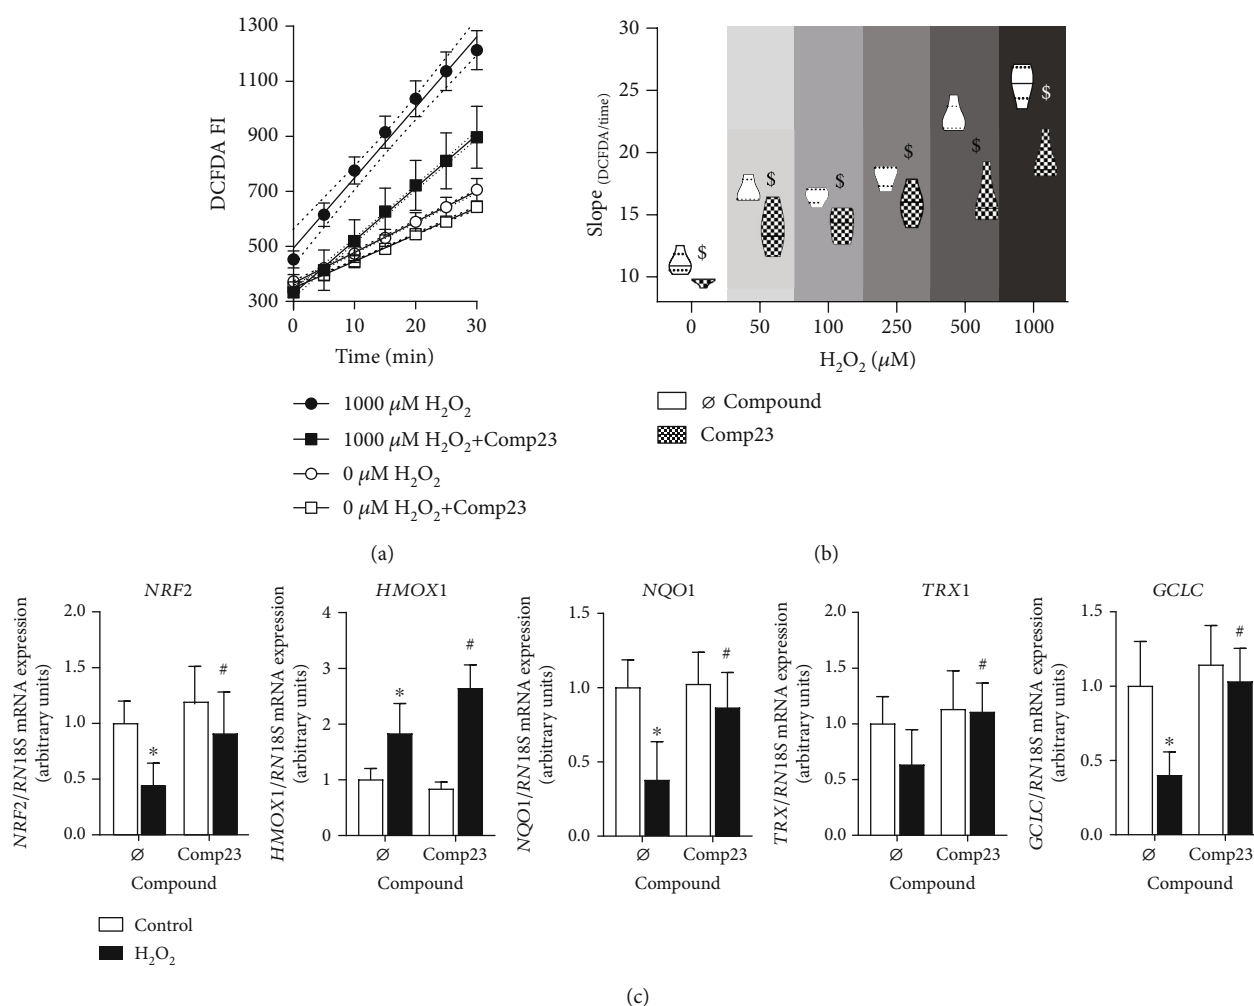 1300
1100
900
700
500
300
DCFDA FI
0
10
20
30
Time (min)
1000 μM H₂O₂
1000 μM H₂O₂+Comp23
0 μM H₂O₂
0 μM H₂O₂+Comp23
(a)
30
25
20
15
10
Slope (DCFDA/time)
$
$
$
$
$
$
0
50
100
250
500
1000
H₂O₂ (μM)
∅ Compound
Comp23
(b)
NRF2
2.0
1.5
1.0
0.5
0.0
NRF2/RN18S mRNA expression
(arbitrary units)
*
#
∅
Comp23
Compound
HMOX1
4
3
2
1
0
HMOX1/RN18S mRNA expression
(arbitrary units)
*
#
∅
Comp23
Compound
NQO1
1.5
1.0
0.5
0.0
NQO1/RN18S mRNA expression
(arbitrary units)
*
#
∅
Comp23
Compound
TRX1
2.0
1.5
1.0
0.5
0.0
TRX/RN18S mRNA expression
(arbitrary units)
#
∅
Comp23
Compound
GCLC
1.5
1.0
0.5
0.0
GCLC/RN18S mRNA expression
(arbitrary units)
*
#
∅
Comp23
Compound
Control
H₂O₂
(c)